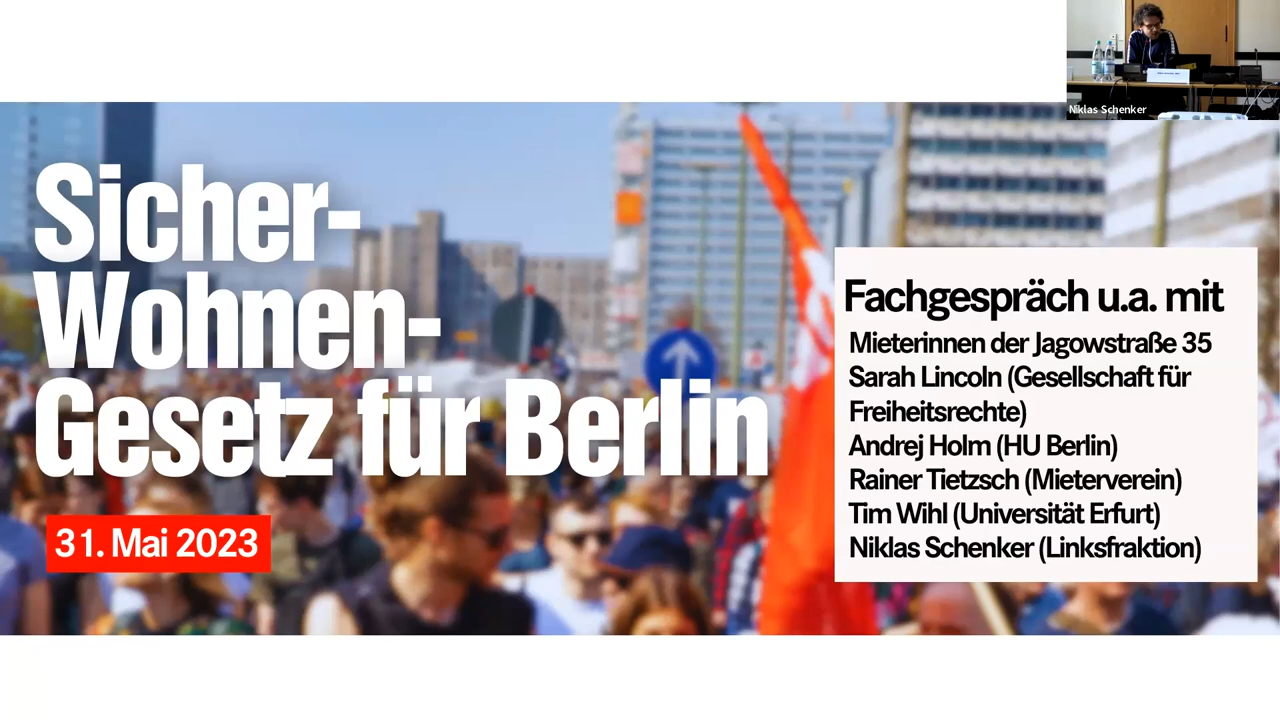 Niklas Schenker
Sicher-
Wohnen-
Gesetz für Berlin
31. Mai 2023
Fachgespräch u.a. mit
Mieterinnen der Jagowstraße 35
Sarah Lincoln (Gesellschaft für
Freiheitsrechte)
Andrej Holm (HU Berlin)
Rainer Tietzsch (Mieterverein)
Tim Wihl (Universität Erfurt)
Niklas Schenker (Linksfraktion)